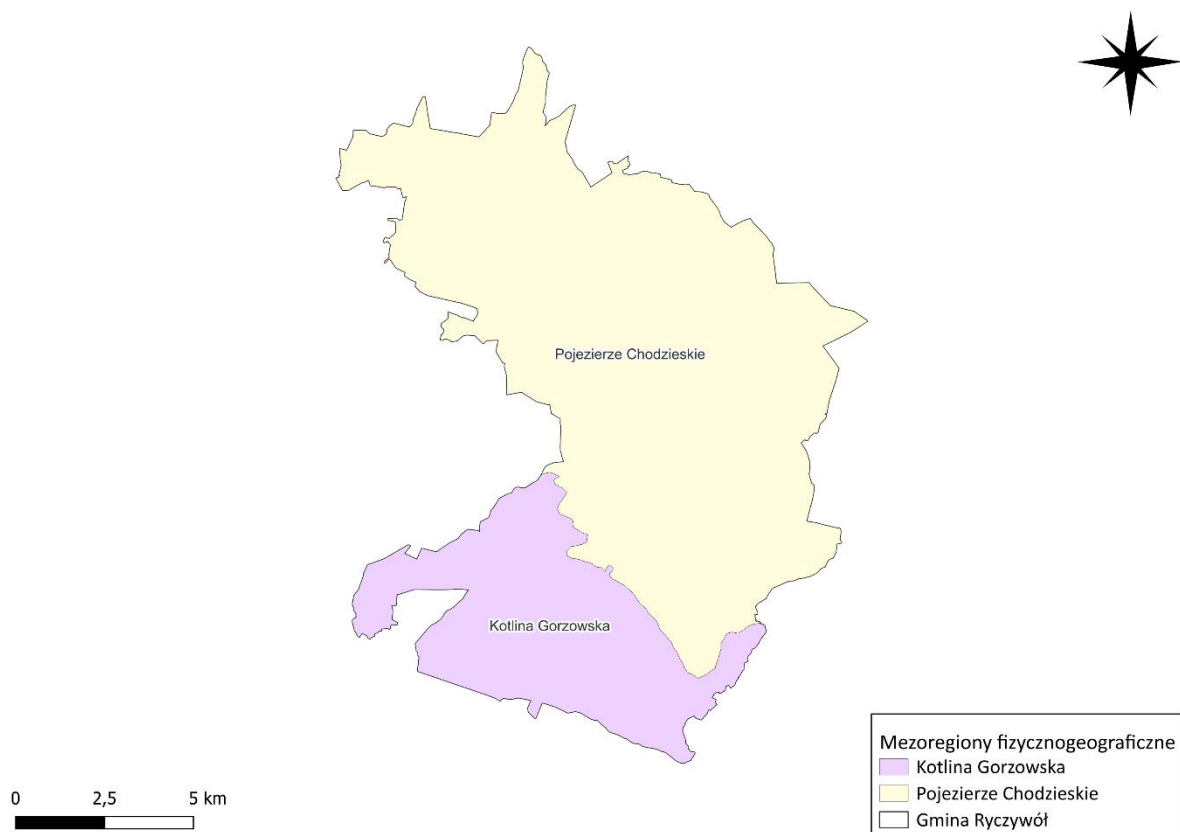 Pojezierze Chodzieskie
Kotlina Gorzowska
0 2,5 5 km
Mezoregiony fizycznogeograficzne
Kotlina Gorzowska
Pojezierze Chodzieskie
Gmina Ryczywół